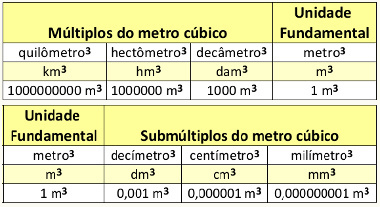 Múltiplos do metro cúbico Unidade Fundamental
quilômetro³ hectômetro³ decâmetro³ metro³
km³ hm³ dam³ m³
1000000000 m³ 1000000 m³ 1000 m³ 1 m³
Unidade Fundamental Submúltiplos do metro cúbico
metro³ decímetro³ centímetro³ milímetro³
m³ dm³ cm³ mm³
1 m³ 0,001 m³ 0,000001 m³ 0,000000001 m³